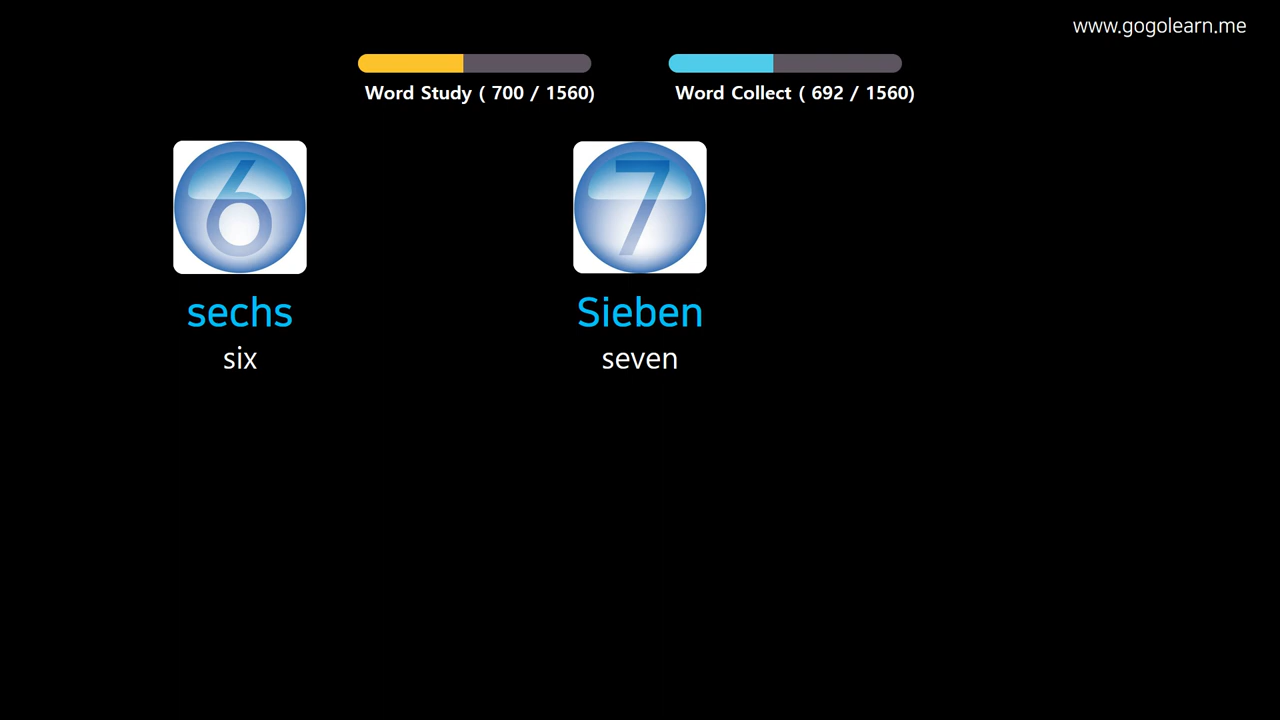 www.gogolearn.me
Word Study ( 700 / 1560)
Word Collect ( 692 / 1560)
6
7
sechs
Sieben
six
seven